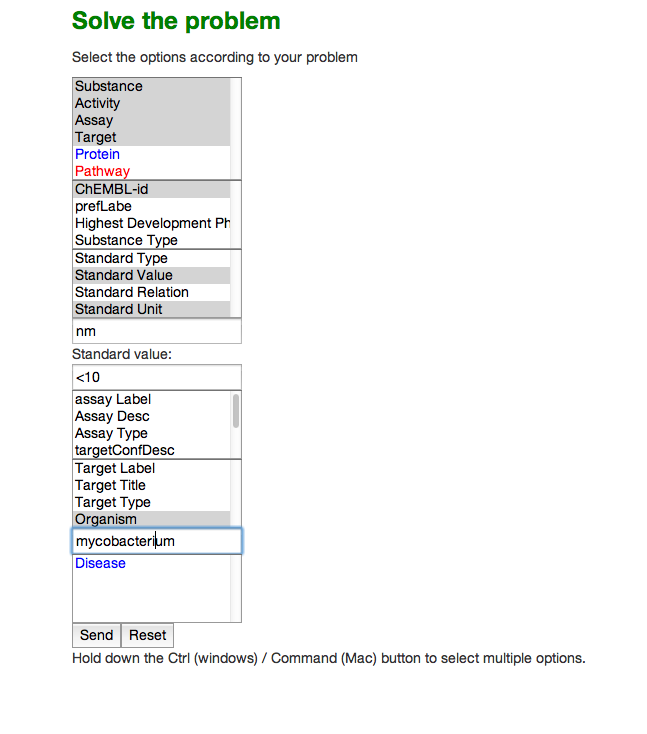 Solve the problem
Select the options according to your problem
Substance
Activity
Assay
Target
Protein
Pathway
ChEMBL-id
prefLabe
Highest Development Ph
Substance Type
Standard Type
Standard Value
Standard Relation
Standard Unit
nm
Standard value:
<10
assay Label
Assay Desc
Assay Type
targetConfDesc
Target Label
Target Title
Target Type
Organism
mycobacterium
Disease
Send Reset
Hold down the Ctrl (windows) / Command (Mac) button to select multiple options.